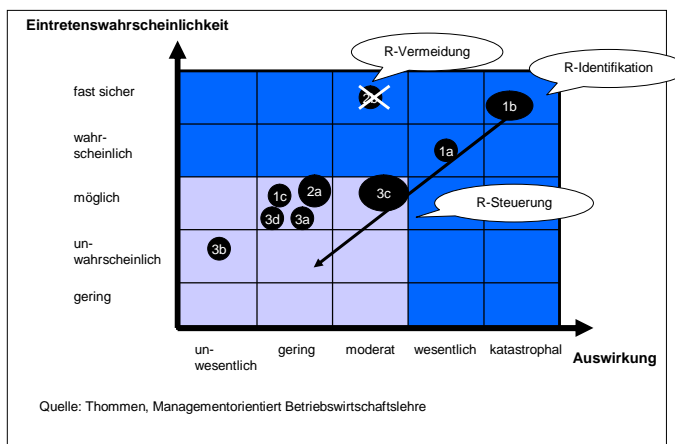 Eintretenswahrscheinlichkeit
R-Vermeidung
R-Identifikation
fast sicher
1b
wahr-
scheinlich
1a
möglich
1c
2a
3c
R-Steuerung
3d
3a
un-
wahrscheinlich
3b
gering
un-
wesentlich
gering
moderat
wesentlich
katastrophal
Auswirkung
Quelle: Thommen, Managementorientiert Betriebswirtschaftslehre